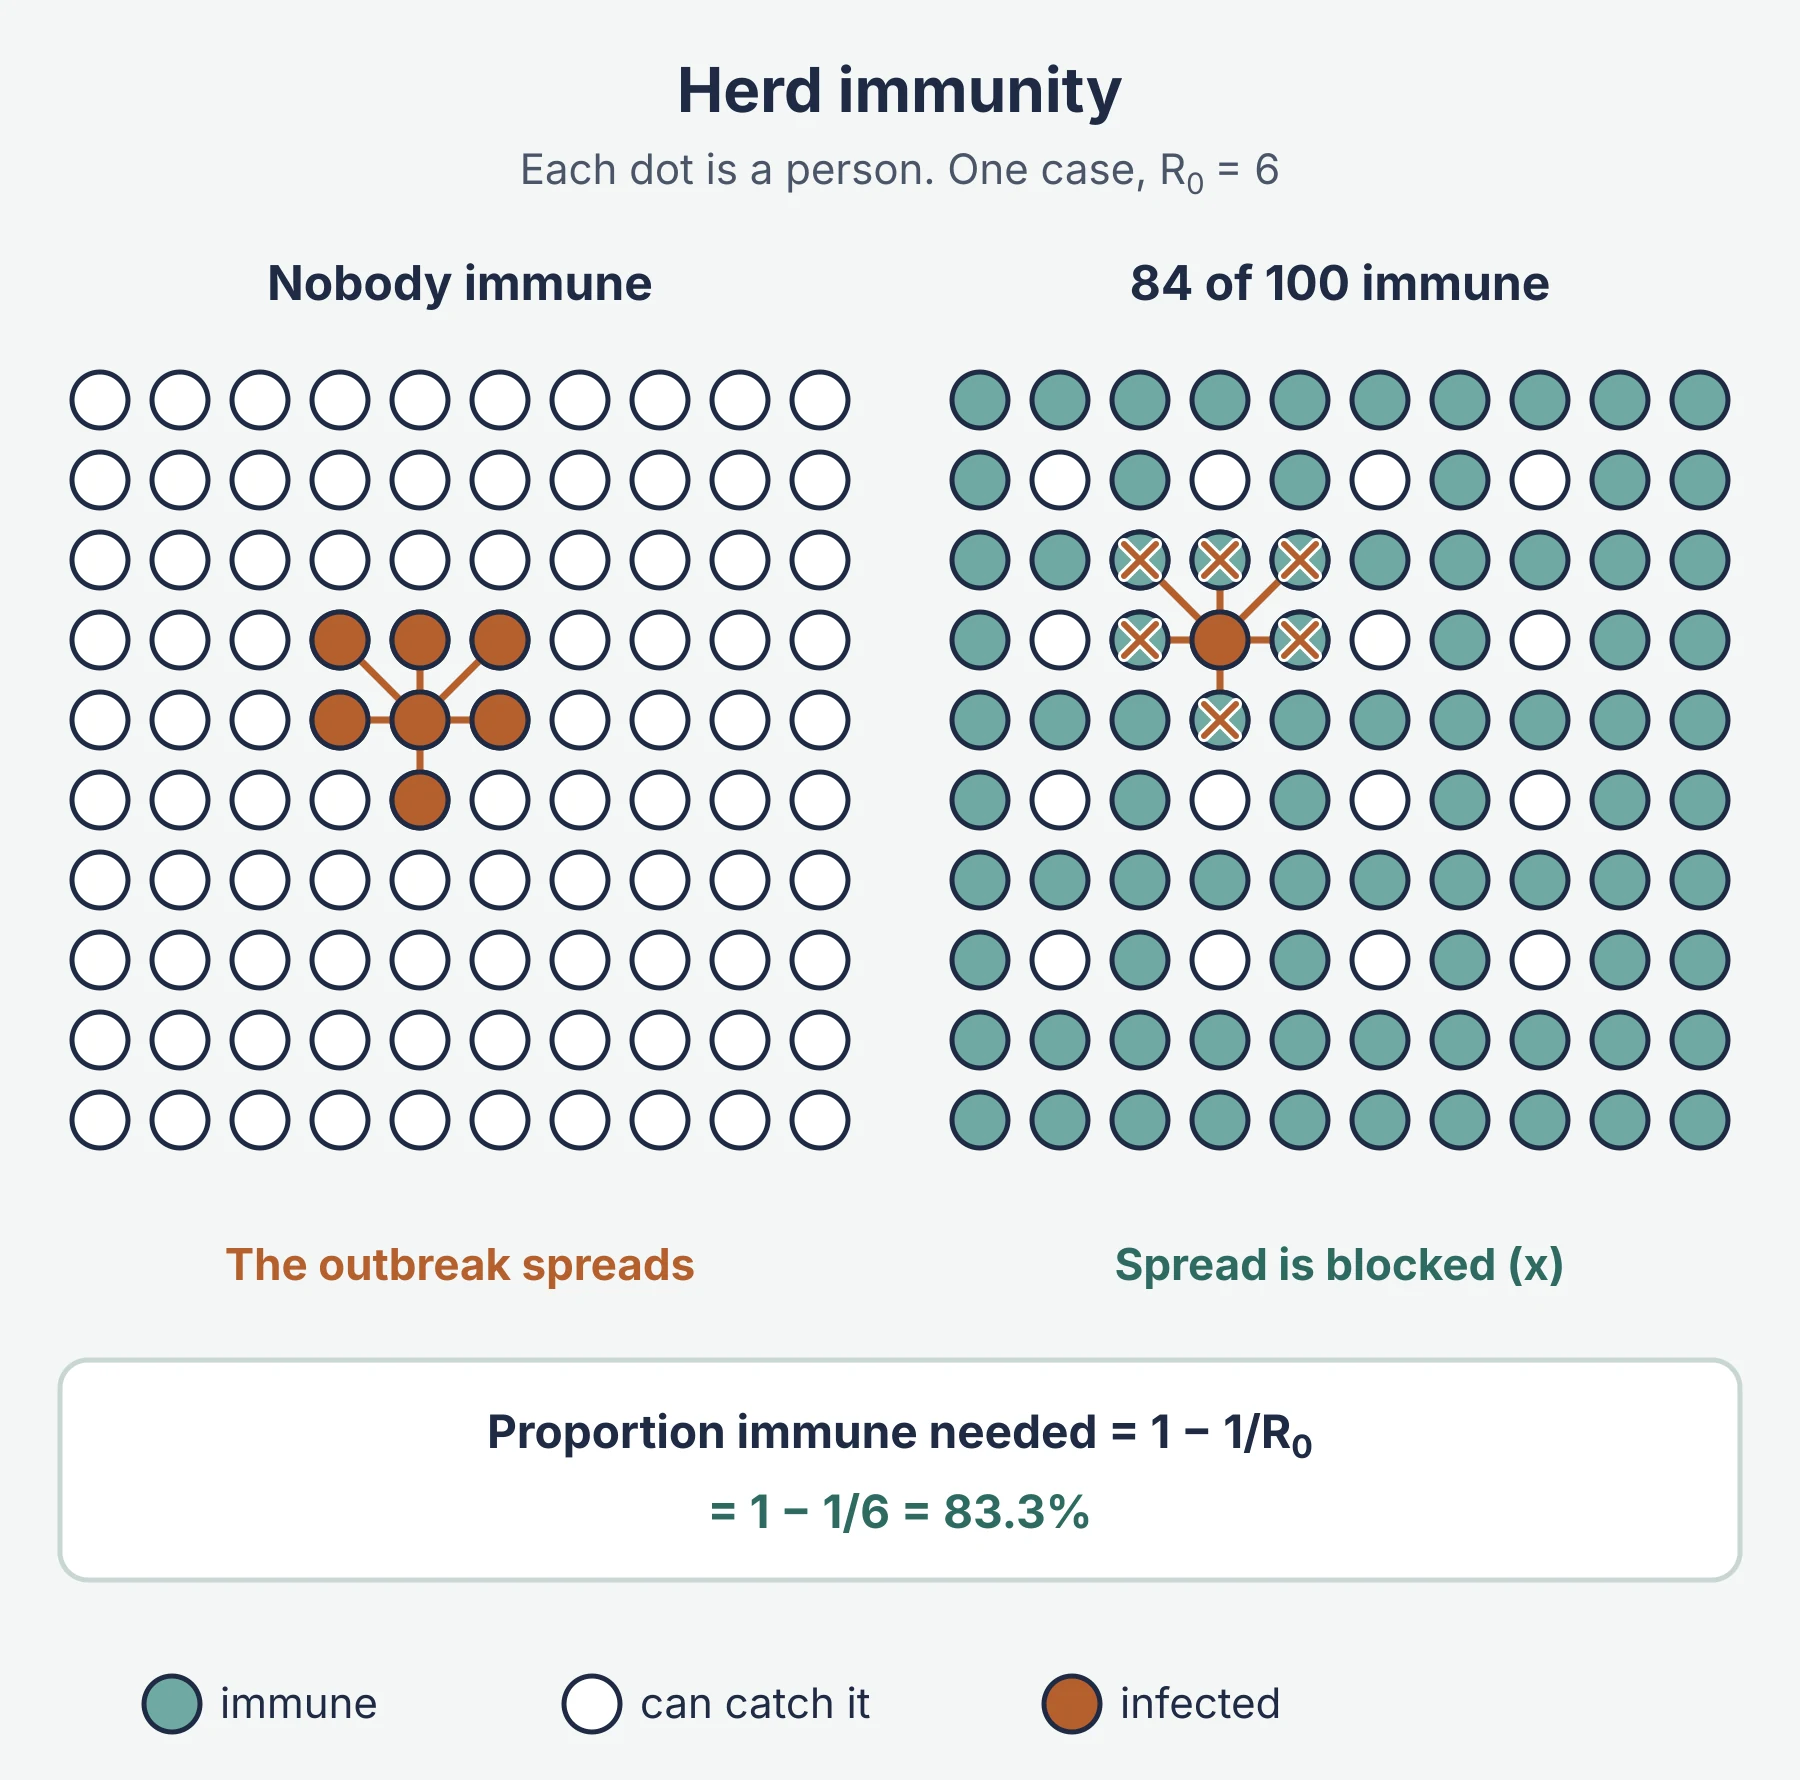 Herd immunity
Each dot is a person. One case, R₀ = 6
Nobody immune
84 of 100 immune
The outbreak spreads
Spread is blocked (x)
Proportion immune needed = 1 − 1/R₀
= 1 − 1/6 = 83.3%
immune
can catch it
infected